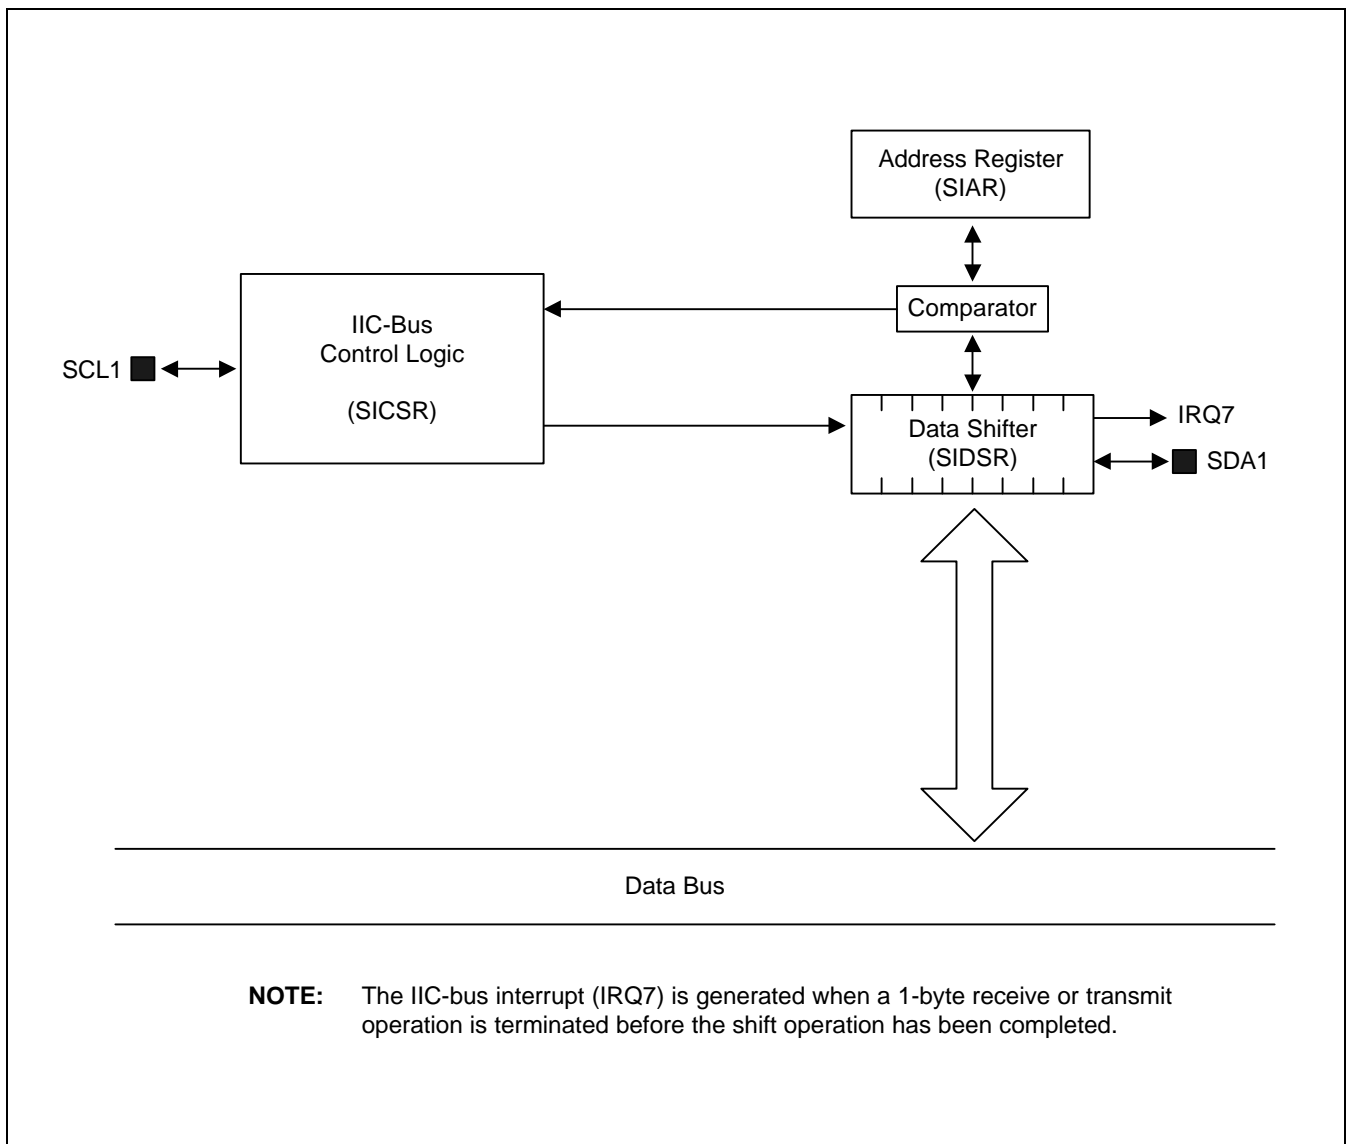 Address Register
(SIAR)
Comparator
IIC-Bus
Control Logic
(SICSR)
SCL1
Data Shifter
(SIDSR)
IRQ7
SDA1
Data Bus
NOTE: The IIC-bus interrupt (IRQ7) is generated when a 1-byte receive or transmit
operation is terminated before the shift operation has been completed.